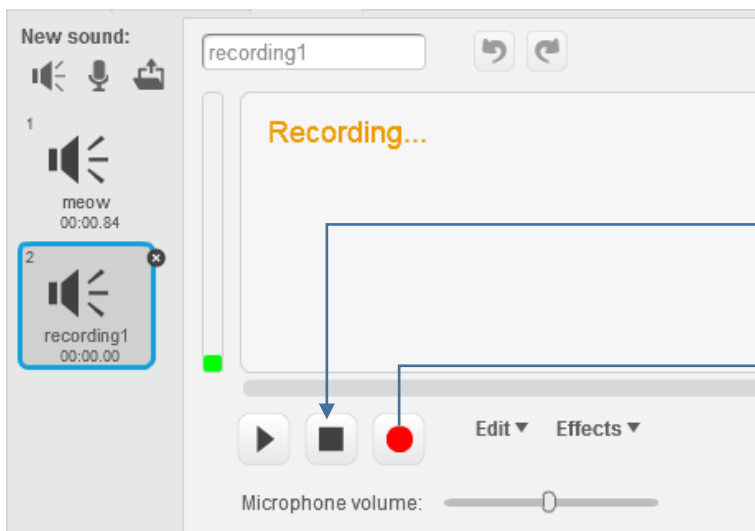 New sound:
recording1
1
Recording...
meow
00:00.84
2
recording1
00:00.00
Edit ▼ Effects ▼
Microphone volume: